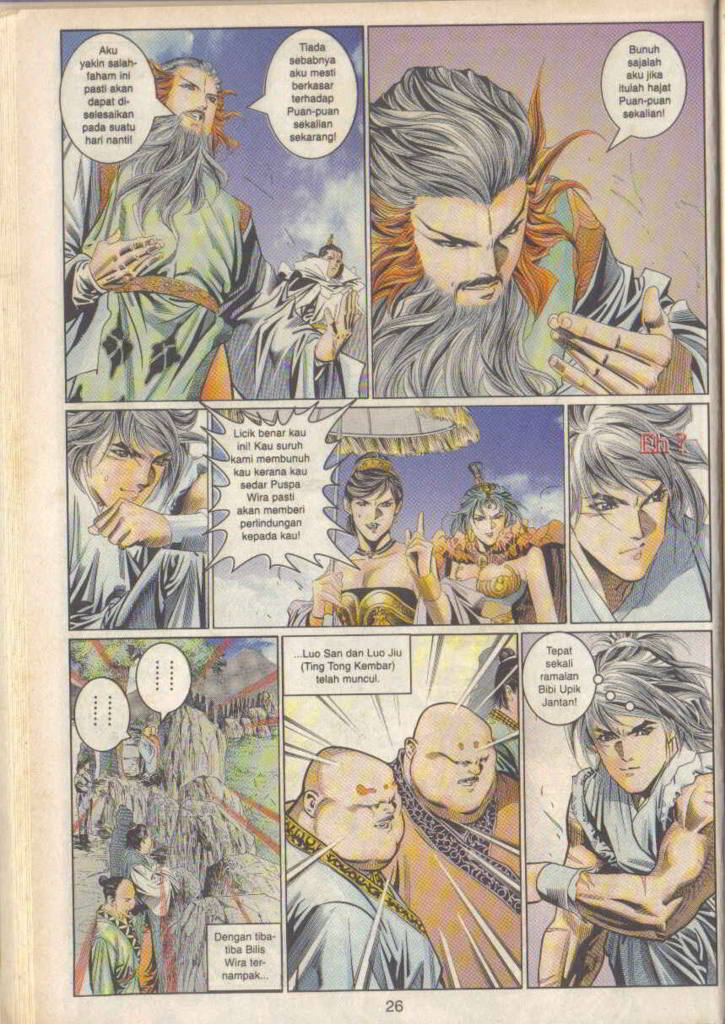 Aku
yakin salah-
faham ini
pasti akan
dapat di-
selesaikan
pada suatu
hari nanti!
Tiada
sebabnya
aku mesti
berkasar
terhadap
Puan-puan
sekalian
sekarang!
Bunuh
sajalah
aku jika
itulah hajat
Puan-puan
sekalian!
Licik benar kau
ini! Kau suruh
kami membunuh
kau kerana kau
sedar Puspa
Wira pasti
akan memberi
perlindungan
kepada kau!
Eh?
Dengan tiba-
tiba Bilis
Wira ter-
nampak...
...Luo San dan Luo Jiu
(Ting Tong Kembar)
telah muncul.
Tepat
sekali
ramalan
Bibi Upik
Jantan!
26